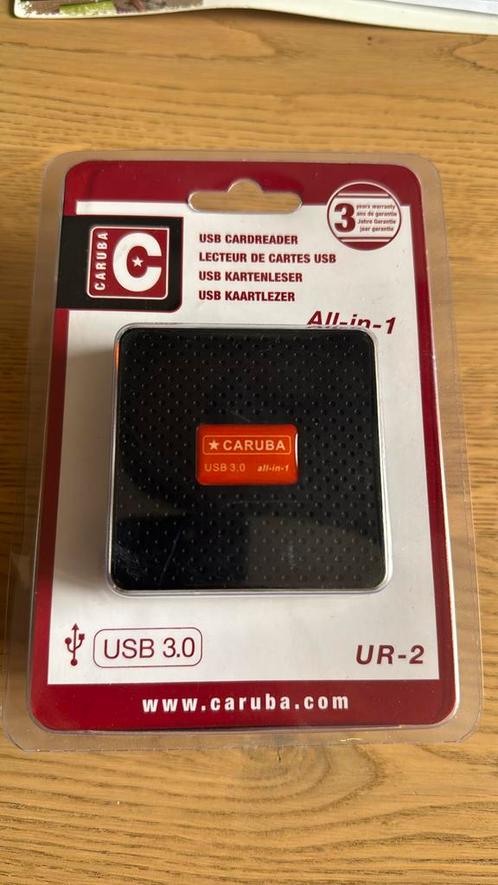 CARUBA
C
USB CARDREADER
LECTEUR DE CARTES USB
USB KARTENLESER
USB KAARTLEZER
3
years warranty
ans de garantie
Jahre Garantie
jaar garantie
All-in-1
CARUBA
USB 3.0 all-in-1
USB 3.0
UR-2
www.caruba.com